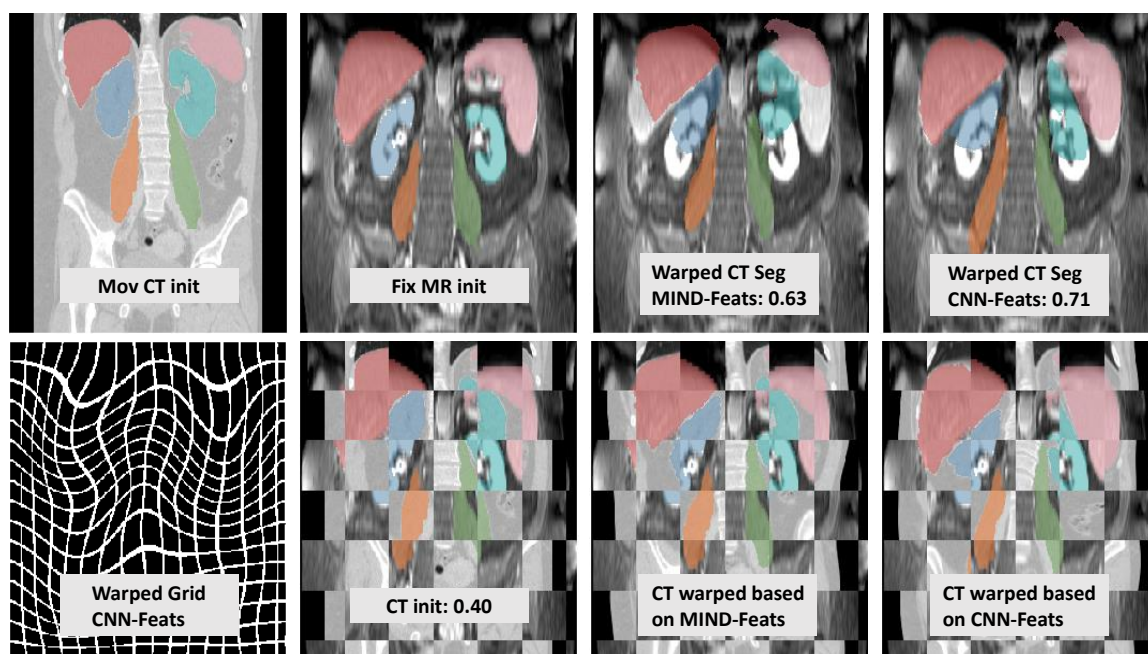 Mov CT init
Fix MR init
Warped CT Seg
MIND-Feats: 0.63
Warped CT Seg
CNN-Feats: 0.71
Warped Grid
CNN-Feats
CT init: 0.40
CT warped based
on MIND-Feats
CT warped based
on CNN-Feats